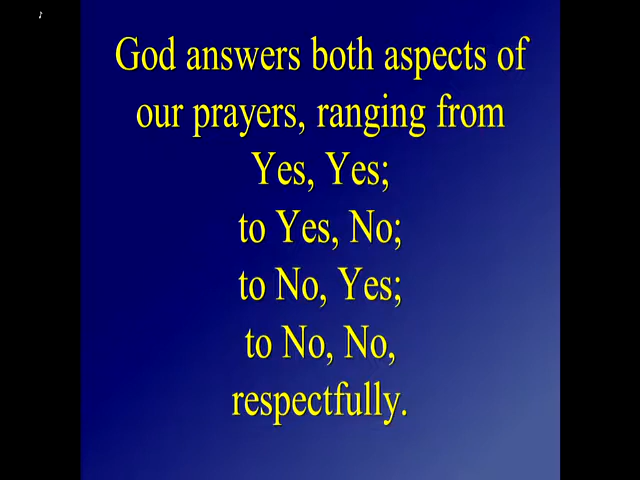 God answers both aspects of
our prayers, ranging from
Yes, Yes;
to Yes, No;
to No, Yes;
to No, No,
respectfully.